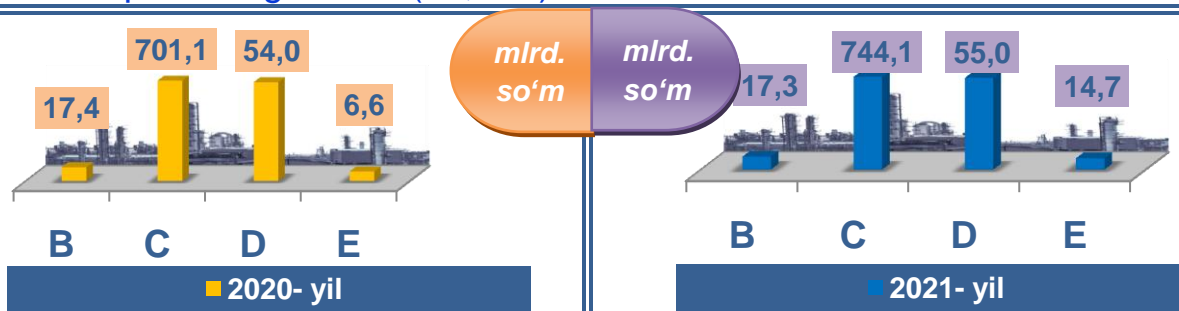 701,1
54,0
17,4
6,6
B C D E
2020- yil
mlrd.
so‘m
mlrd.
so‘m
744,1
55,0
17,3
14,7
B C D E
2021- yil